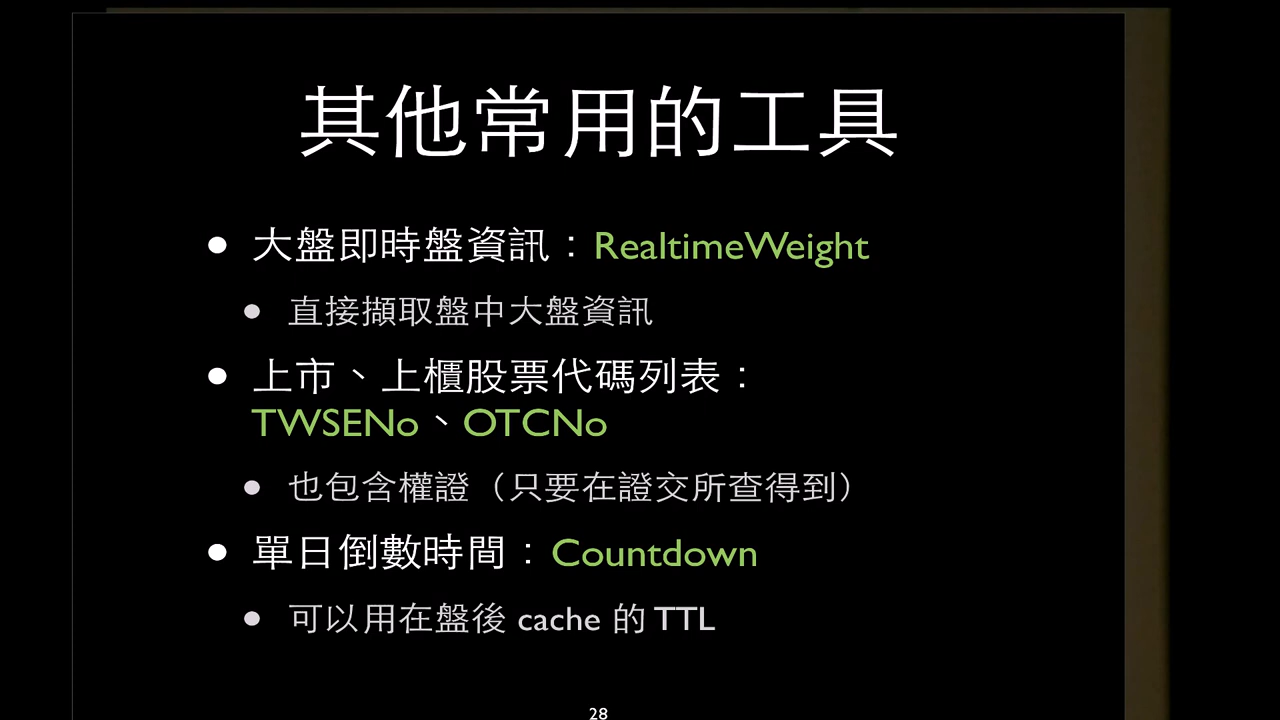 其他常用的工具
大盤即時盤資訊：RealtimeWeight
直接擷取盤中大盤資訊
上市、上櫃股票代碼列表：
TWSENo、OTCNo
也包含權證（只要在證交所查得到）
單日倒數時間：Countdown
可以用在盤後 cache 的 TTL
28